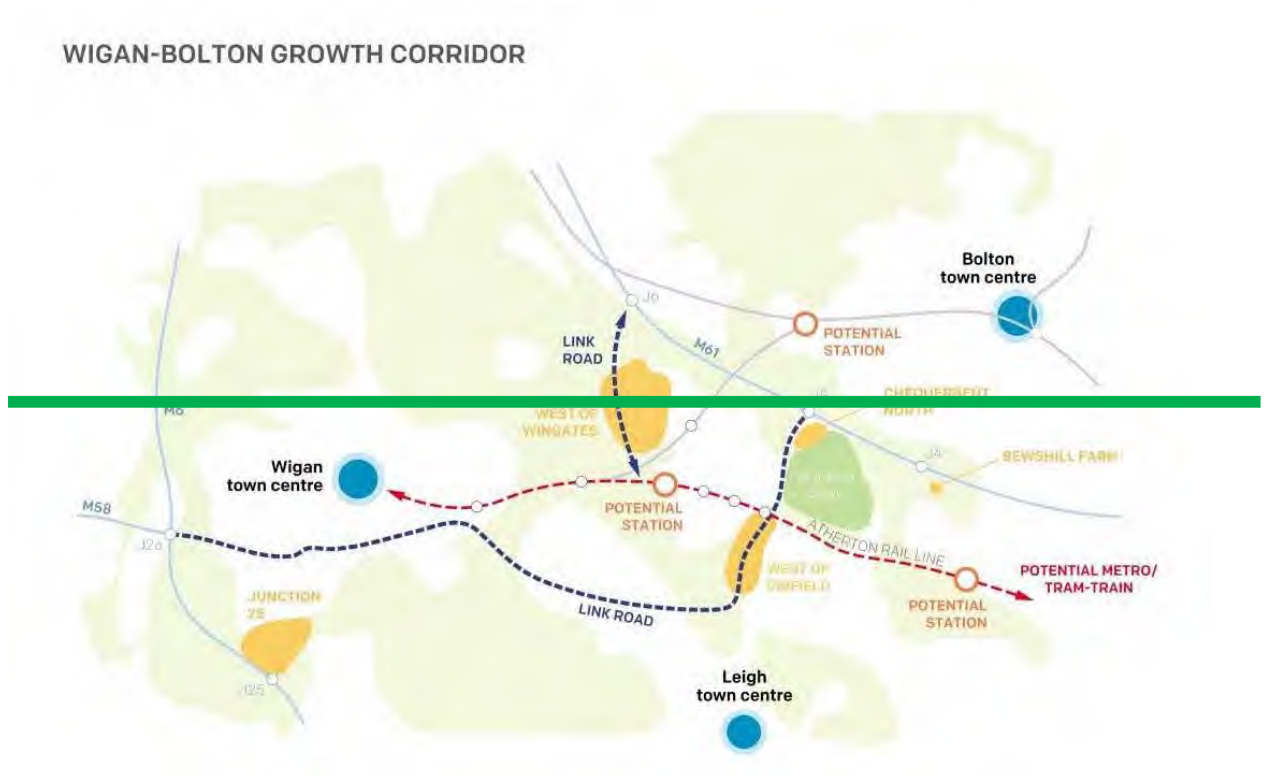 WIGAN-BOLTON GROWTH CORRIDOR
Bolton
town centre
J6
LINK
ROAD
M61
POTENTIAL
STATION
J5
CHEQUERBENT
NORTH
M6
WEST OF
WINGATES
J4
BEWSHILL FARM
Wigan
town centre
M58
POTENTIAL
STATION
J26
ATHERTON RAIL LINE
POTENTIAL METRO/
TRAM-TRAIN
WEST OF
GIBFIELD
JUNCTION
25
LINK ROAD
POTENTIAL
STATION
J25
Leigh
town centre